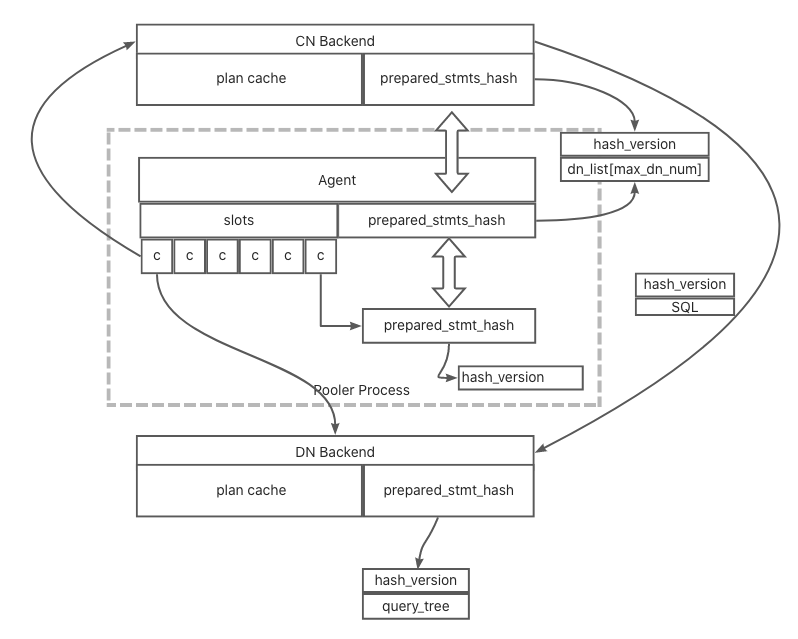 CN Backend
plan cache
prepared_stmts_hash
hash_version
dn_list[max_dn_num]
Agent
slots
prepared_stmts_hash
c c c c c c
hash_version
SQL
prepared_stmt_hash
hash_version
Pooler Process
DN Backend
plan cache
prepared_stmt_hash
hash_version
query_tree